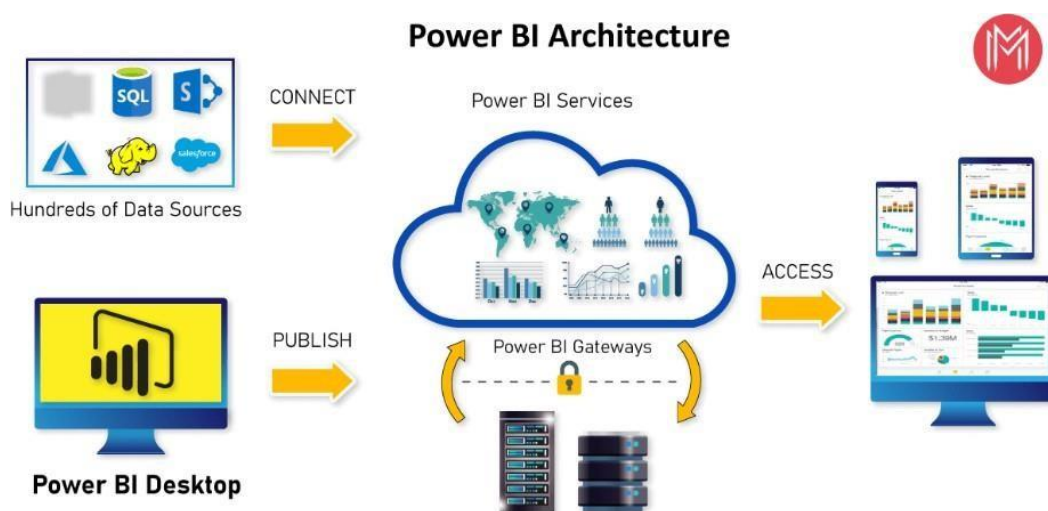 Power BI Architecture
M
SQL
S
salesforce
Hundreds of Data Sources
CONNECT
Power BI Services
ACCESS
PUBLISH
Power BI Gateways
Power BI Desktop